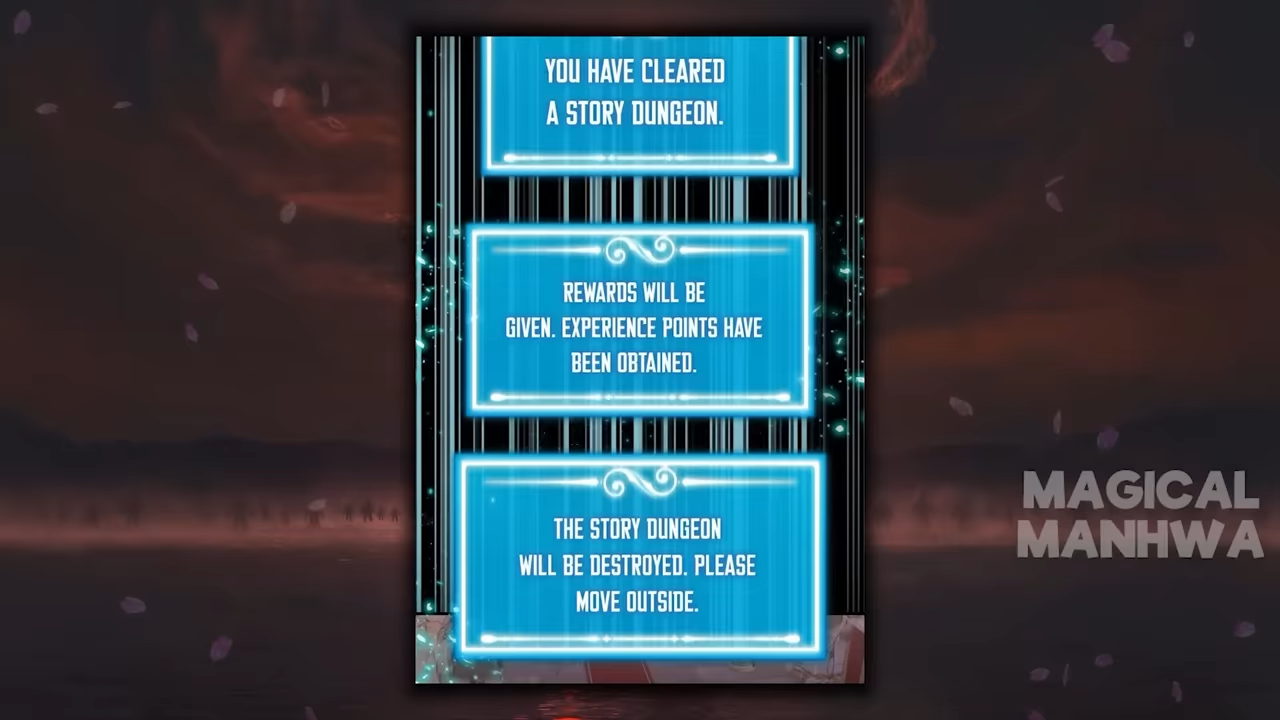 YOU HAVE CLEARED
A STORY DUNGEON.
REWARDS WILL BE
GIVEN. EXPERIENCE POINTS HAVE
BEEN OBTAINED.
THE STORY DUNGEON
WILL BE DESTROYED. PLEASE
MOVE OUTSIDE.
MAGICAL
MANHWA